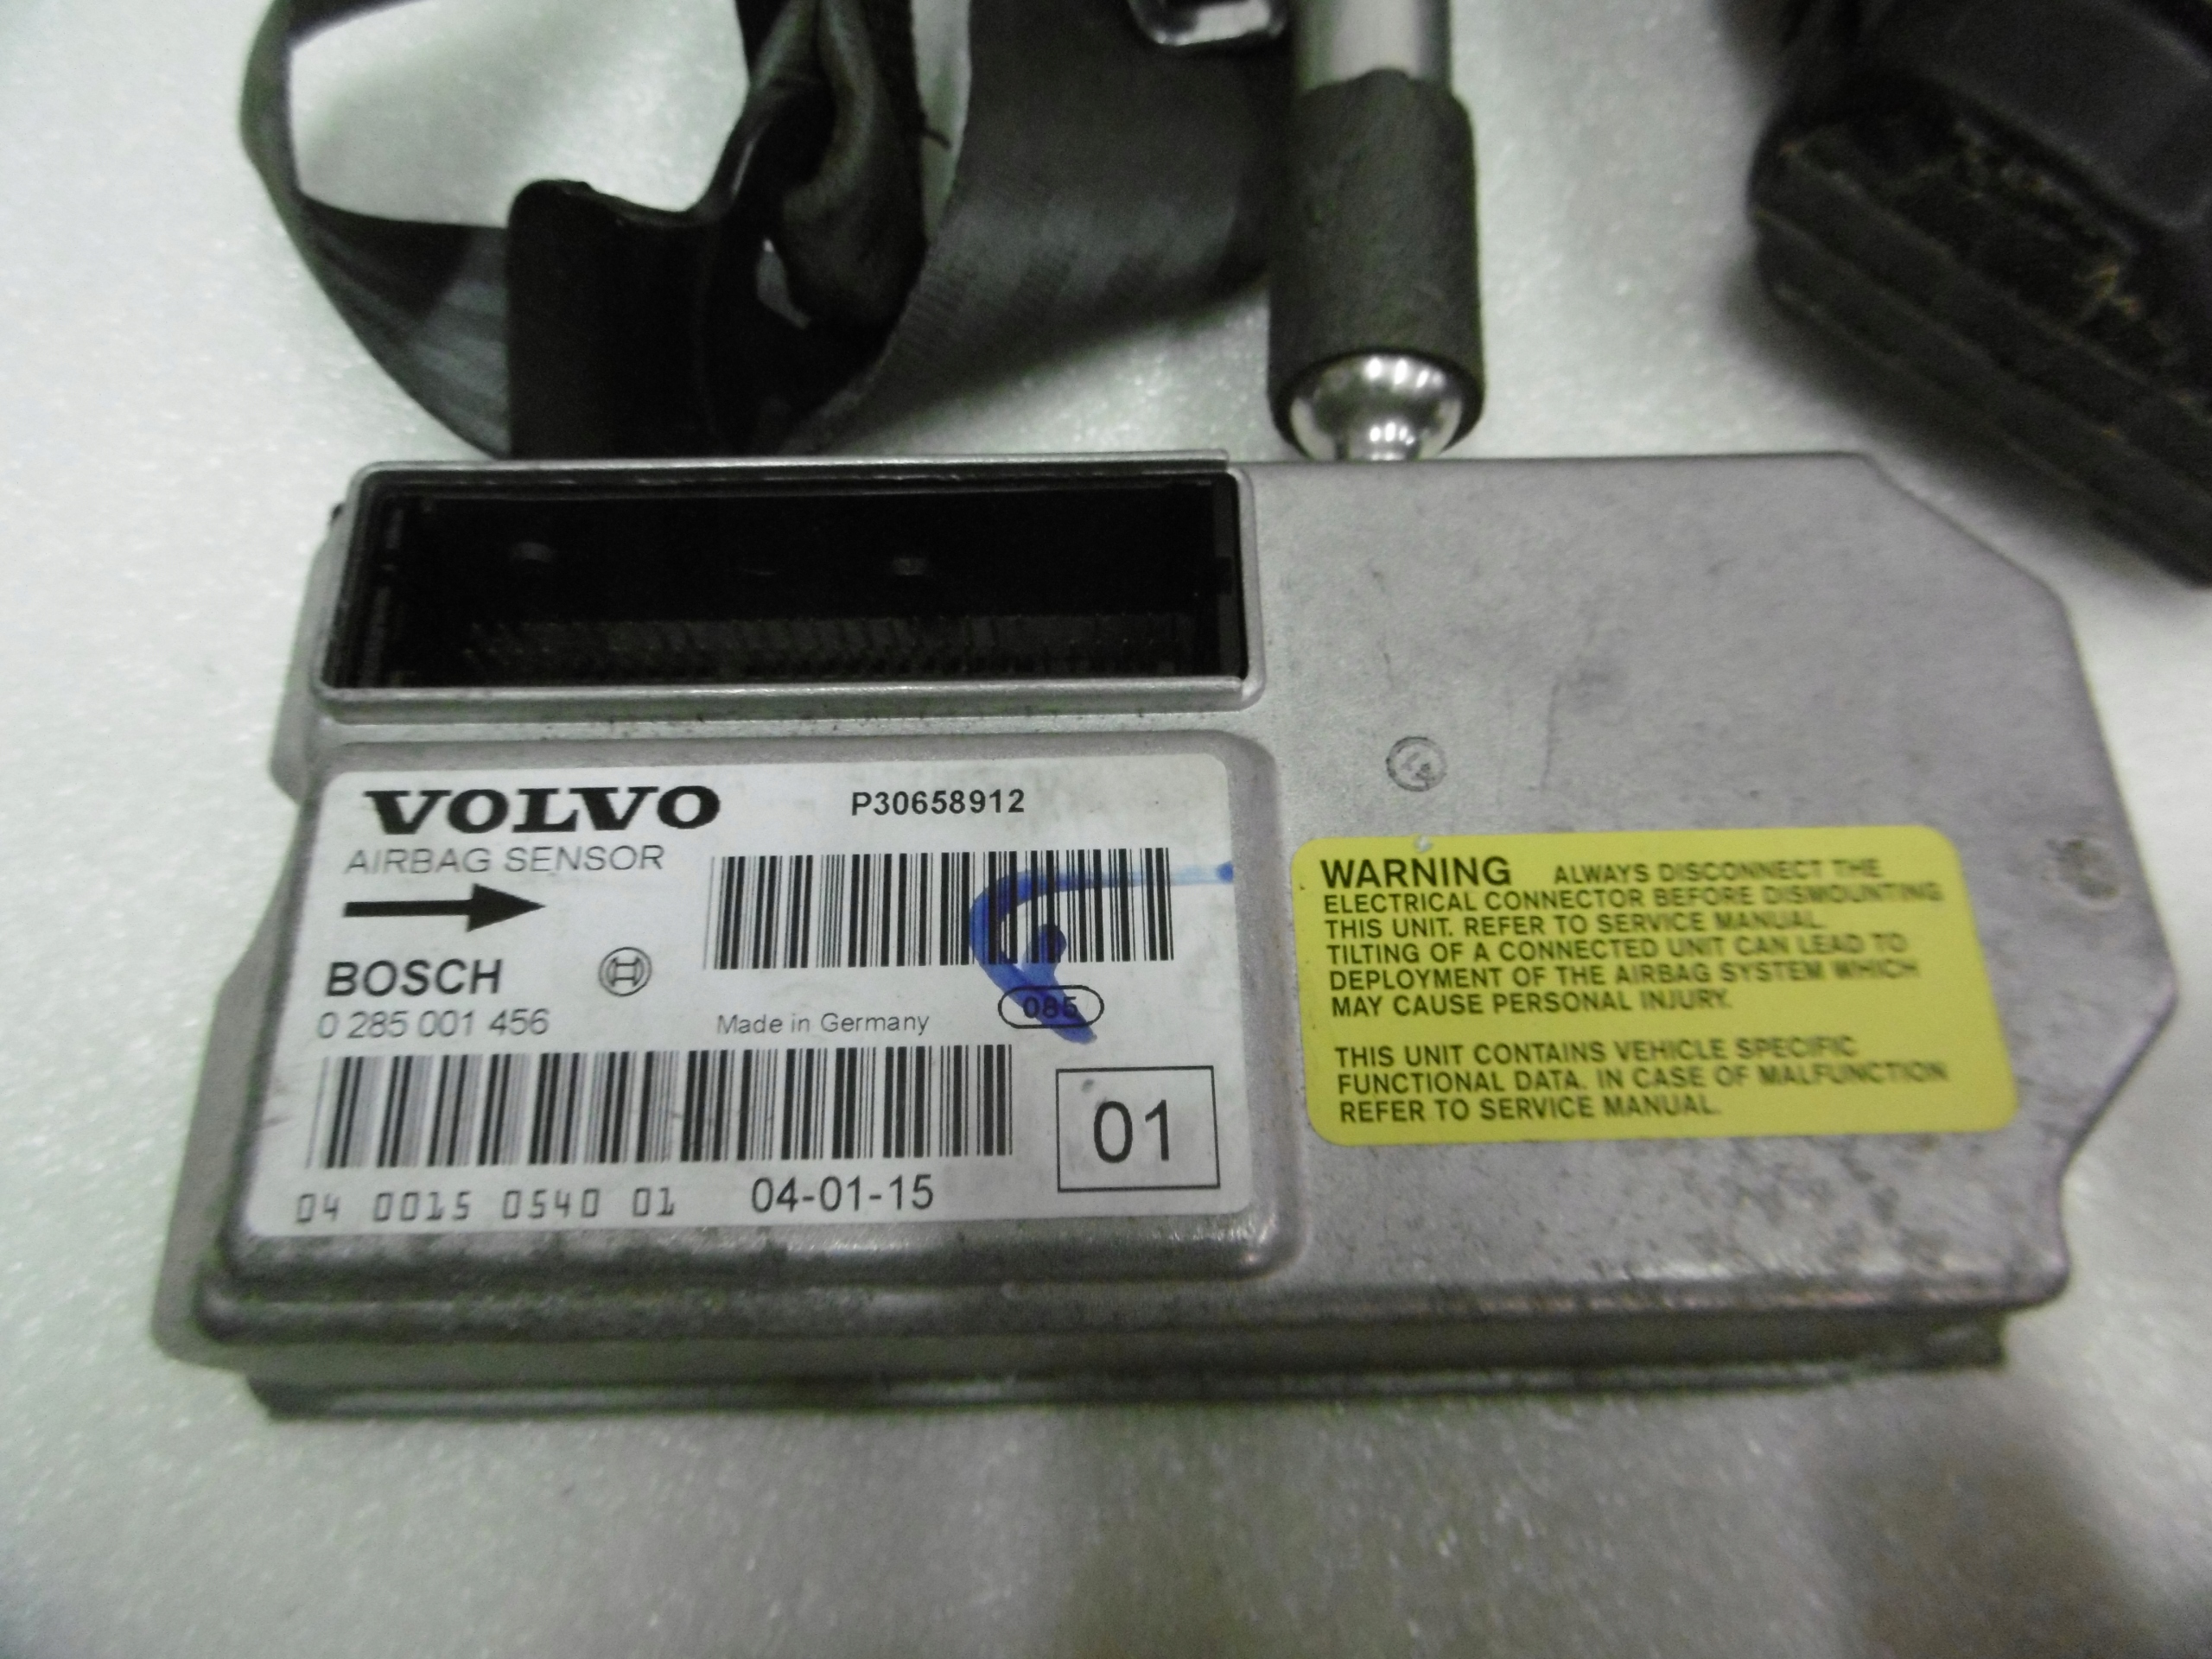 VOLVO P30658912
AIRBAG SENSOR
BOSCH
0 285 001 456
Made in Germany
085
01
04 0015 0540 01 04-01-15
WARNING ALWAYS DISCONNECT THE
ELECTRICAL CONNECTOR BEFORE DISMOUNTING
THIS UNIT. REFER TO SERVICE MANUAL.
TILTING OF A CONNECTED UNIT CAN LEAD TO
DEPLOYMENT OF THE AIRBAG SYSTEM WHICH
MAY CAUSE PERSONAL INJURY.
THIS UNIT CONTAINS VEHICLE SPECIFIC
FUNCTIONAL DATA. IN CASE OF MALFUNCTION
REFER TO SERVICE MANUAL.